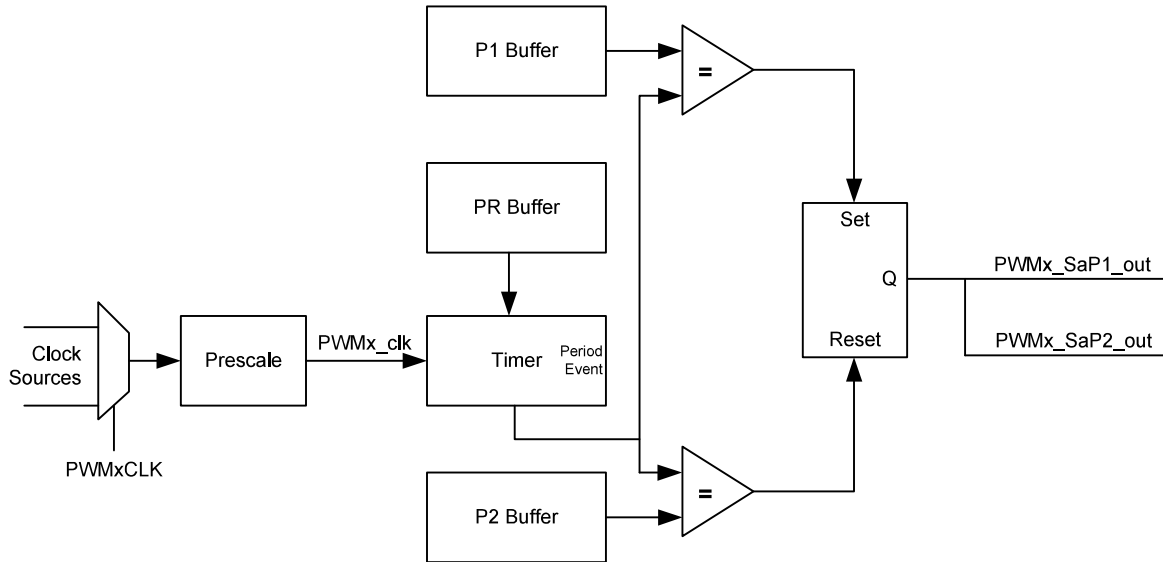 P1 Buffer
=
PR Buffer
Set
Q
PWMx_SaP1_out
Clock
Sources
Prescale
PWMx_clk
Timer
Period
Event
Reset
PWMx_SaP2_out
PWMxCLK
P2 Buffer
=